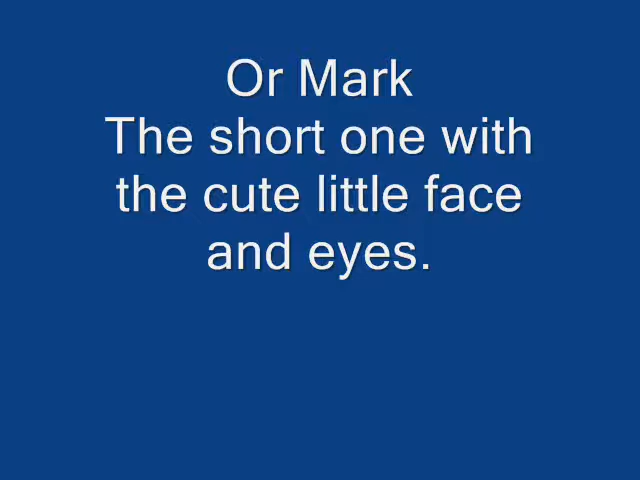 Or Mark
The short one with
the cute little face
and eyes.